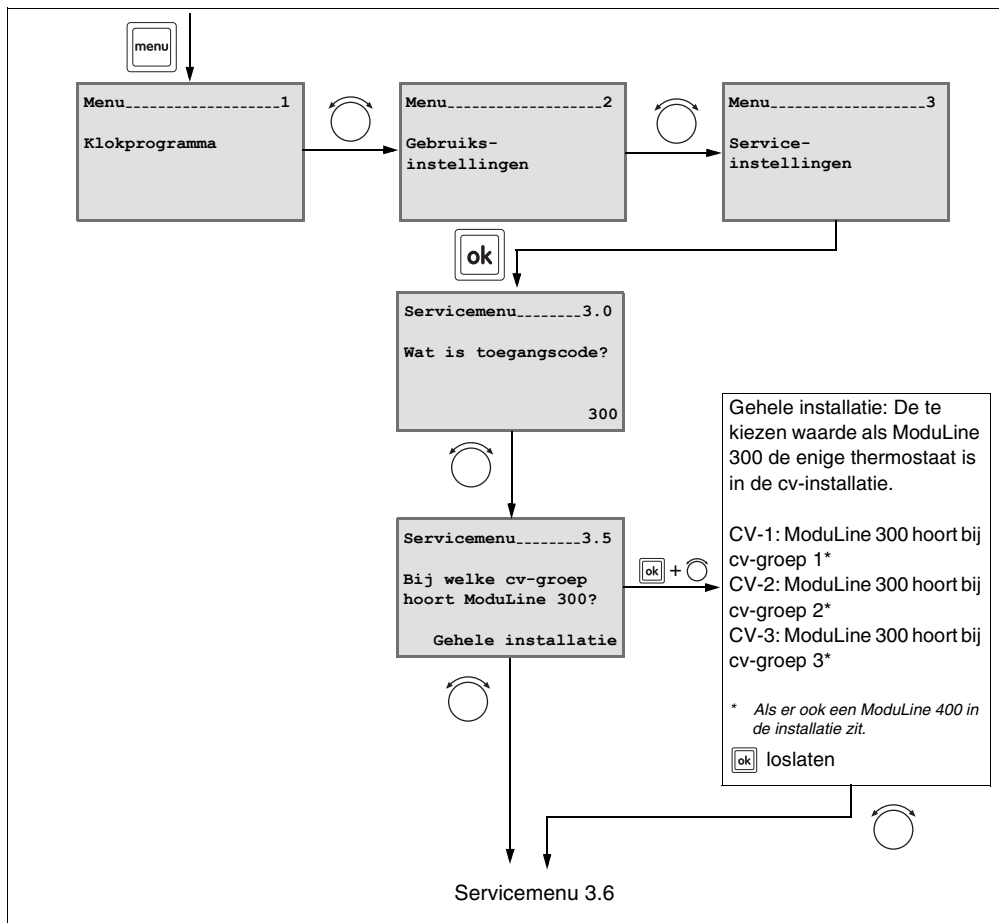 menu
Menu__________________1
Klokprogramma
Menu__________________2
Gebruiks-
instellingen
Menu__________________3
Service-
instellingen
ok
Servicemenu________3.0
Wat is toegangscode?
300
Servicemenu________3.5
Bij welke cv-groep
hoort ModuLine 300?
Gehele installatie
ok +
Gehele installatie: De te
kiezen waarde als ModuLine
300 de enige thermostaat is
in de cv-installatie.
CV-1: ModuLine 300 hoort bij
cv-groep 1*
CV-2: ModuLine 300 hoort bij
cv-groep 2*
CV-3: ModuLine 300 hoort bij
cv-groep 3*
* Als er ook een ModuLine 400 in
de installatie zit.
ok loslaten
Servicemenu 3.6